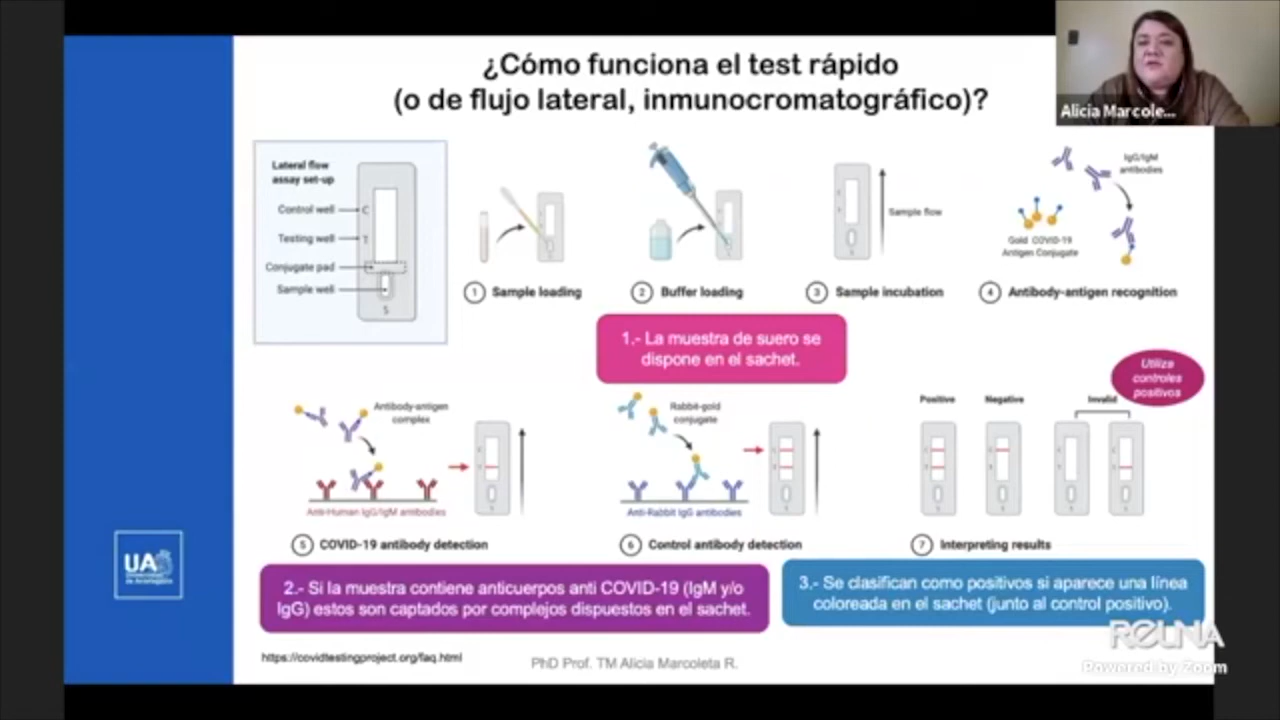 ¿Cómo funciona el test rápido
(o de flujo lateral, inmunocromatográfico)?
Alicia Marcole...
Lateral flow
assay set-up
Control well
C
Testing well
T
Conjugate pad
Sample well
S
Sample flow
IgG/IgM
antibodies
Gold COVID-19
Antigen Conjugate
1 Sample loading
2 Buffer loading
3 Sample incubation
4 Antibody-antigen recognition
1.- La muestra de suero se
dispone en el sachet.
Utiliza
controles
positivos
Antibody-antigen
complex
Anti-Human IgG/IgM antibodies
Rabbit-gold
conjugate
Anti-Rabbit IgG antibodies
Positive
Negative
Invalid
5 COVID-19 antibody detection
6 Control antibody detection
7 Interpreting results
UA
2.- Si la muestra contiene anticuerpos anti COVID-19 (IgM y/o
IgG) estos son captados por complejos dispuestos en el sachet.
3.- Se clasifican como positivos si aparece una línea
coloreada en el sachet (junto al control positivo).
https://covidtestingproject.org/faq.html
PhD Prof. TM Alicia Marcoleta R.
REUNA
Powered by Zoom